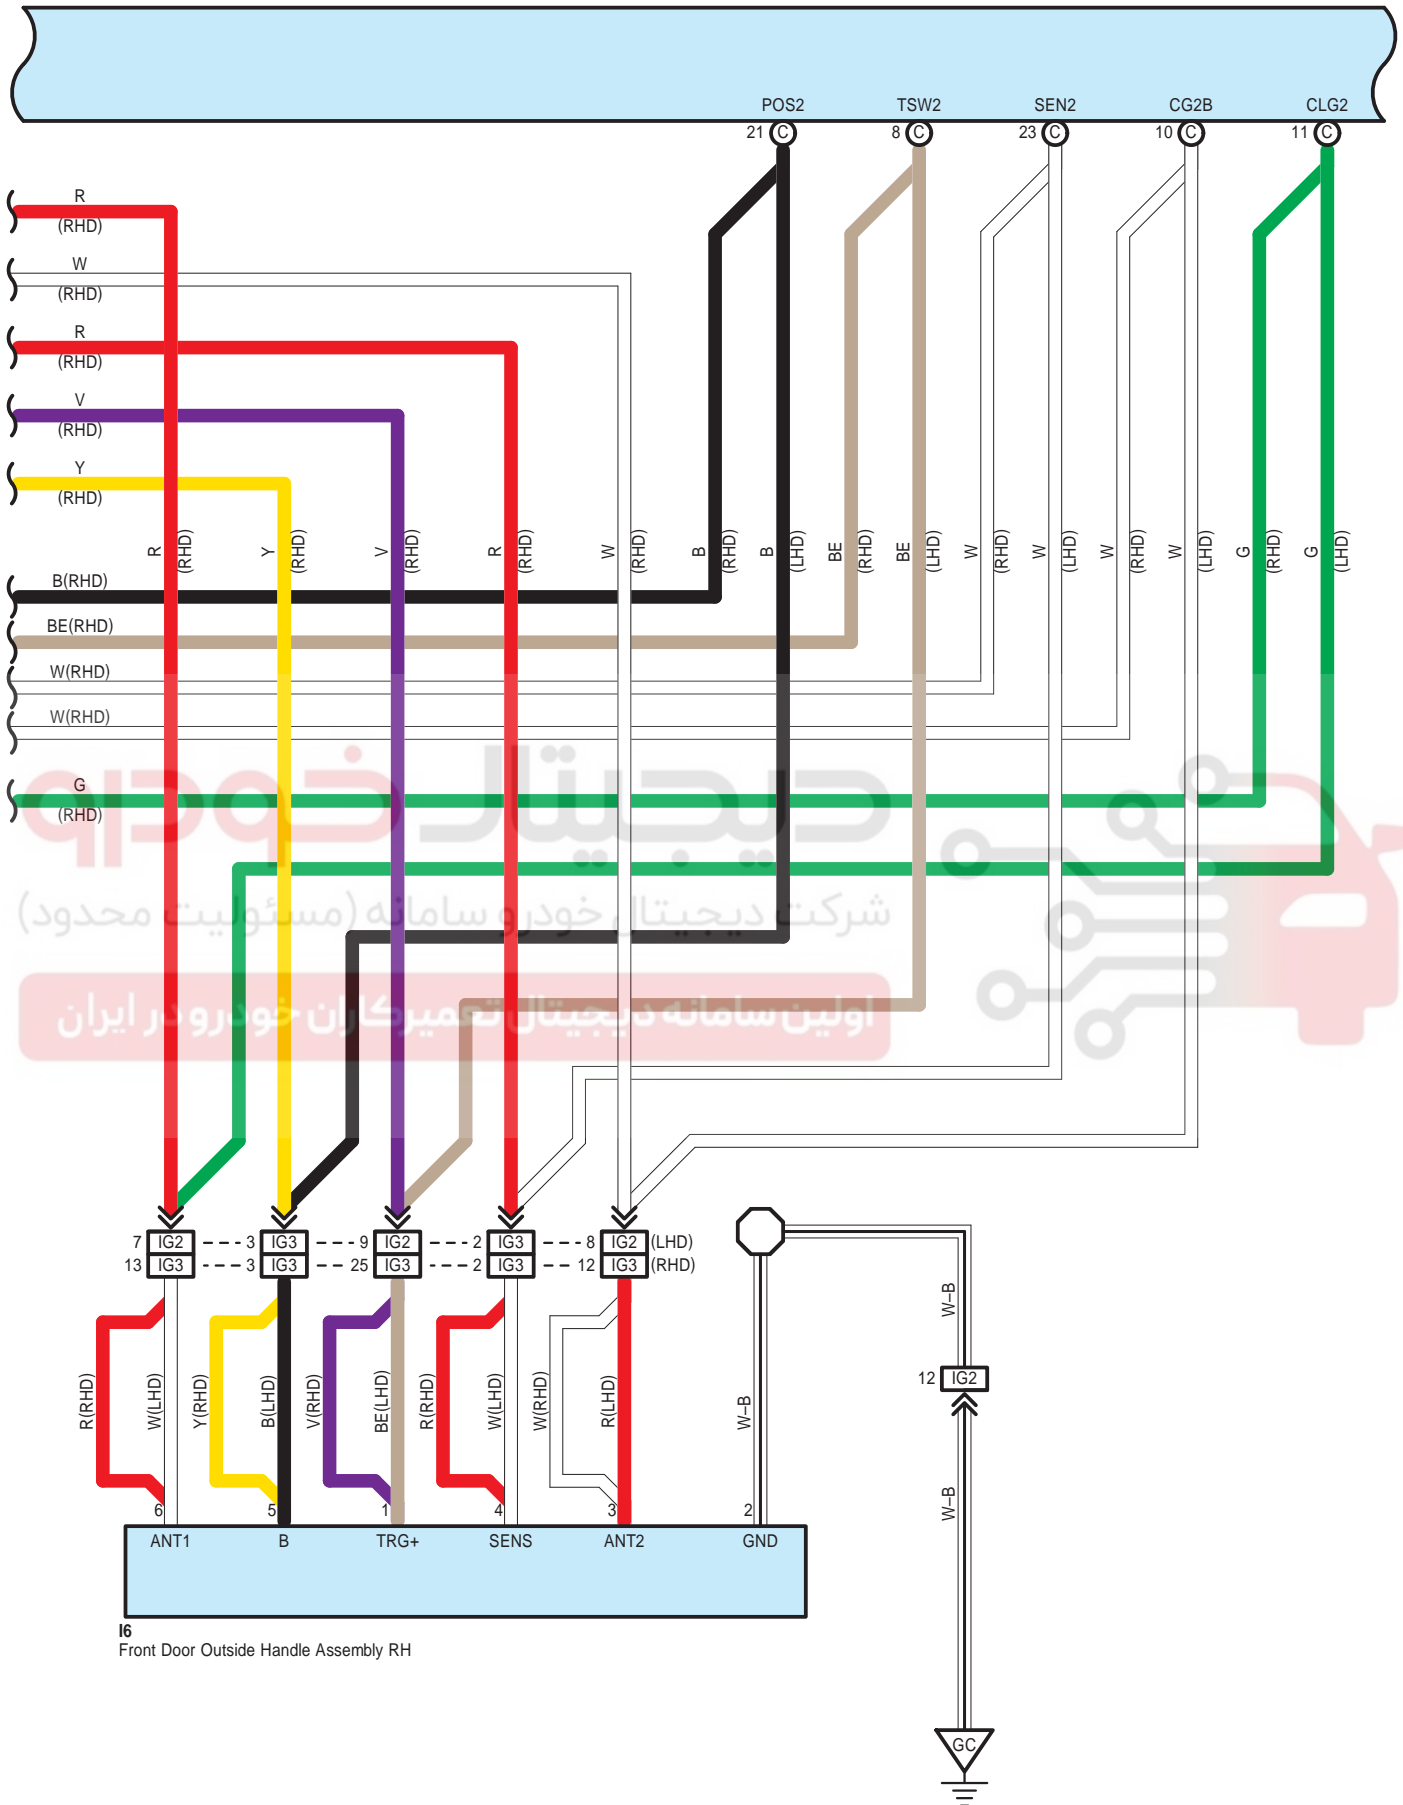 POS2 TSW2 SEN2 CG2B CLG2
21 C 8 C 23 C 10 C 11 C
R
(RHD)
W
(RHD)
R
(RHD)
V
(RHD)
Y
(RHD)
R (RHD) Y (RHD) V (RHD) R (RHD) W (RHD) B (RHD) B (LHD) BE (RHD) BE (LHD) W (RHD) W (LHD) W (RHD) W (LHD) G (RHD) G (LHD)
B(RHD)
BE(RHD)
W(RHD)
W(RHD)
G
(RHD)
دیجیتال خودرو
شرکت دیجیتال خودرو سامانه (مسئولیت محدود)
اولین سامانه دیجیتال تعمیرکاران خودرو در ایران
7 IG2 3 IG3 9 IG2 2 IG3 8 IG2 (LHD)
13 IG3 3 IG3 25 IG3 2 IG3 12 IG3 (RHD)
W–B
12 IG2
R(RHD) W(LHD) Y(RHD) B(LHD) V(RHD) BE(LHD) R(RHD) W(LHD) W(RHD) R(LHD) W–B
W–B
6 5 1 4 3 2
ANT1 B TRG+ SENS ANT2 GND
I6
Front Door Outside Handle Assembly RH
GC